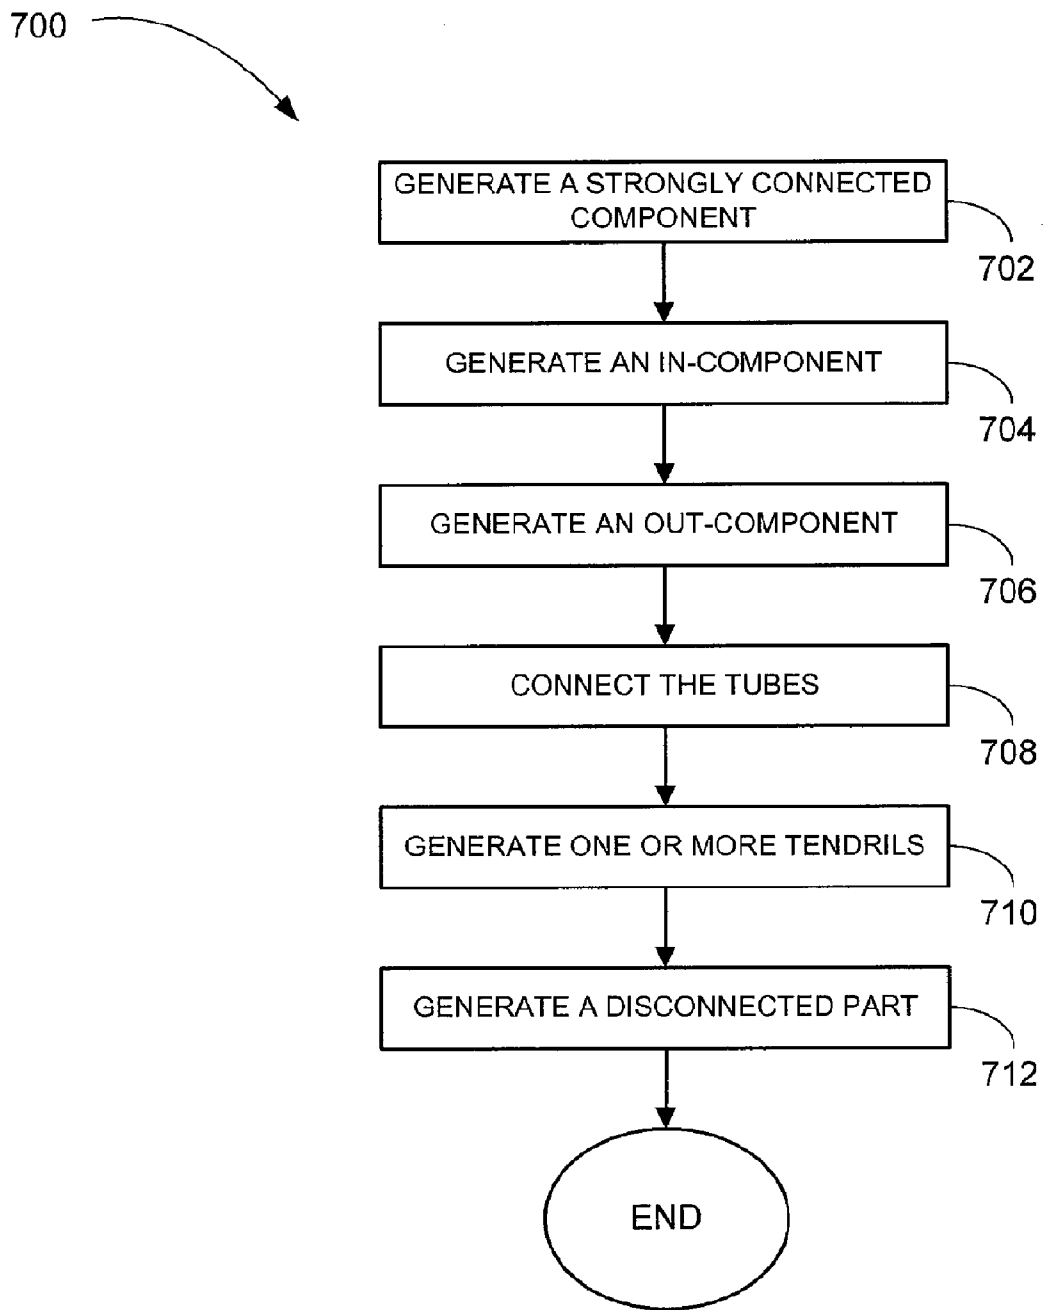 700
GENERATE A STRONGLY CONNECTED
COMPONENT
702
GENERATE AN IN-COMPONENT
704
GENERATE AN OUT-COMPONENT
706
CONNECT THE TUBES
708
GENERATE ONE OR MORE TENDRILS
710
GENERATE A DISCONNECTED PART
712
END